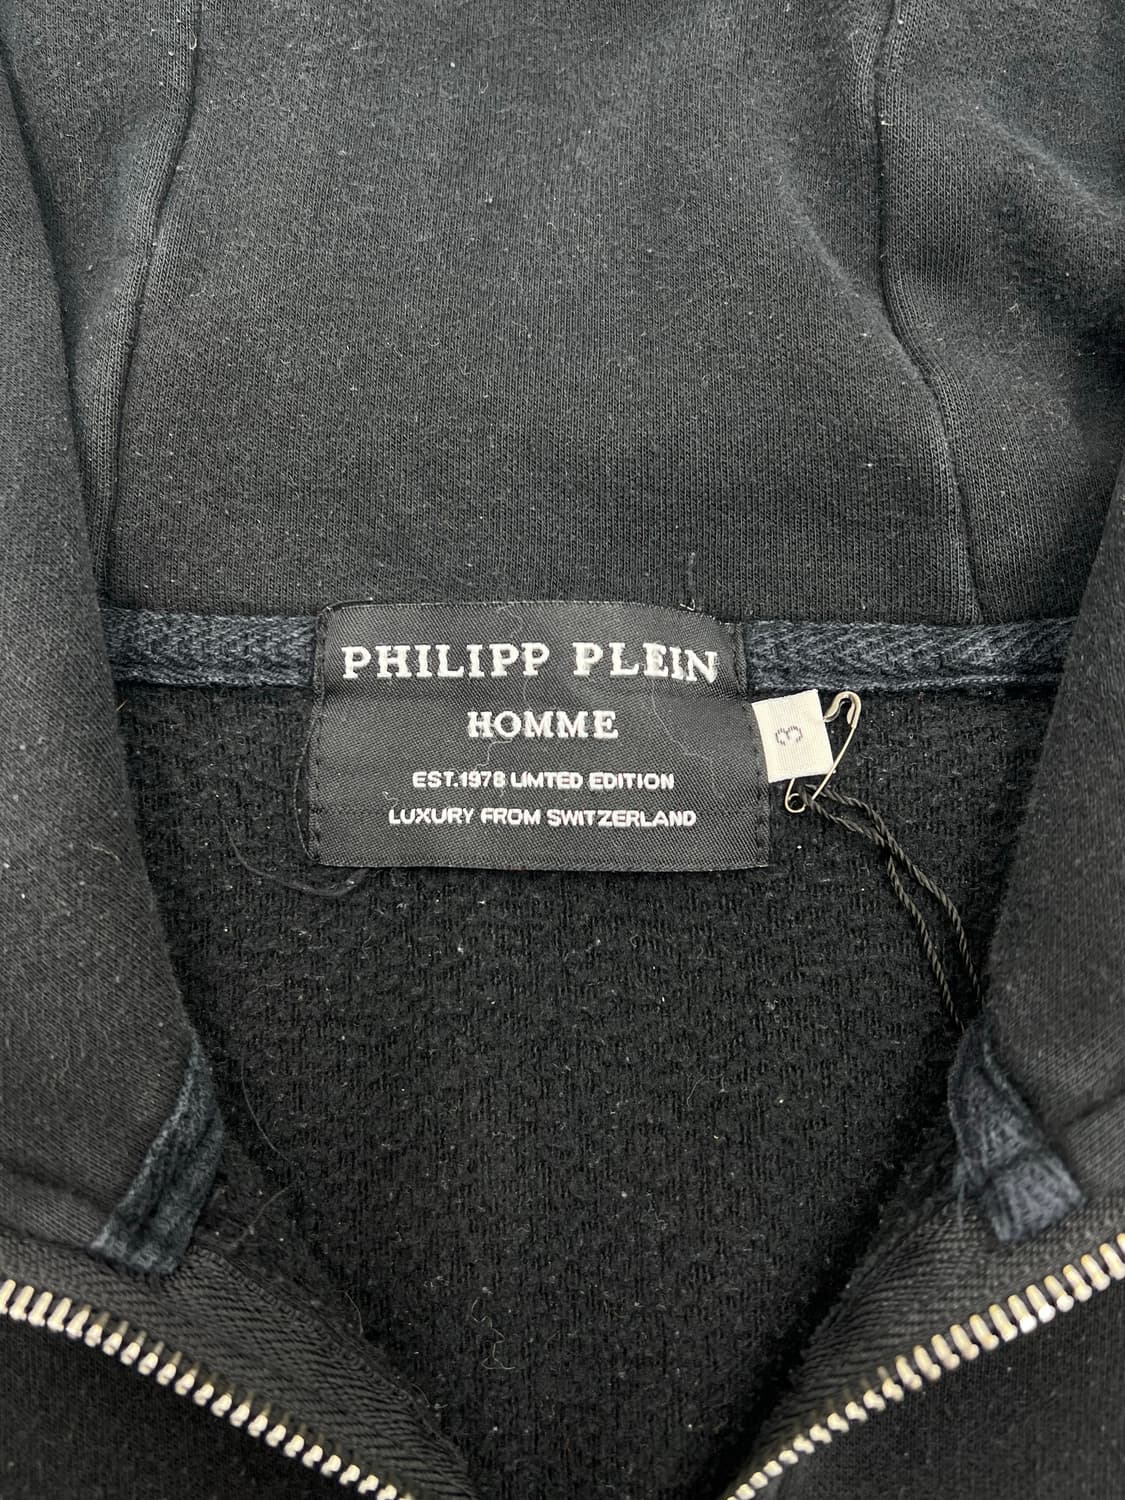 PHILIPP PLEIN
HOMME
EST.1978 LIMTED EDITION
LUXURY FROM SWITZERLAND
3